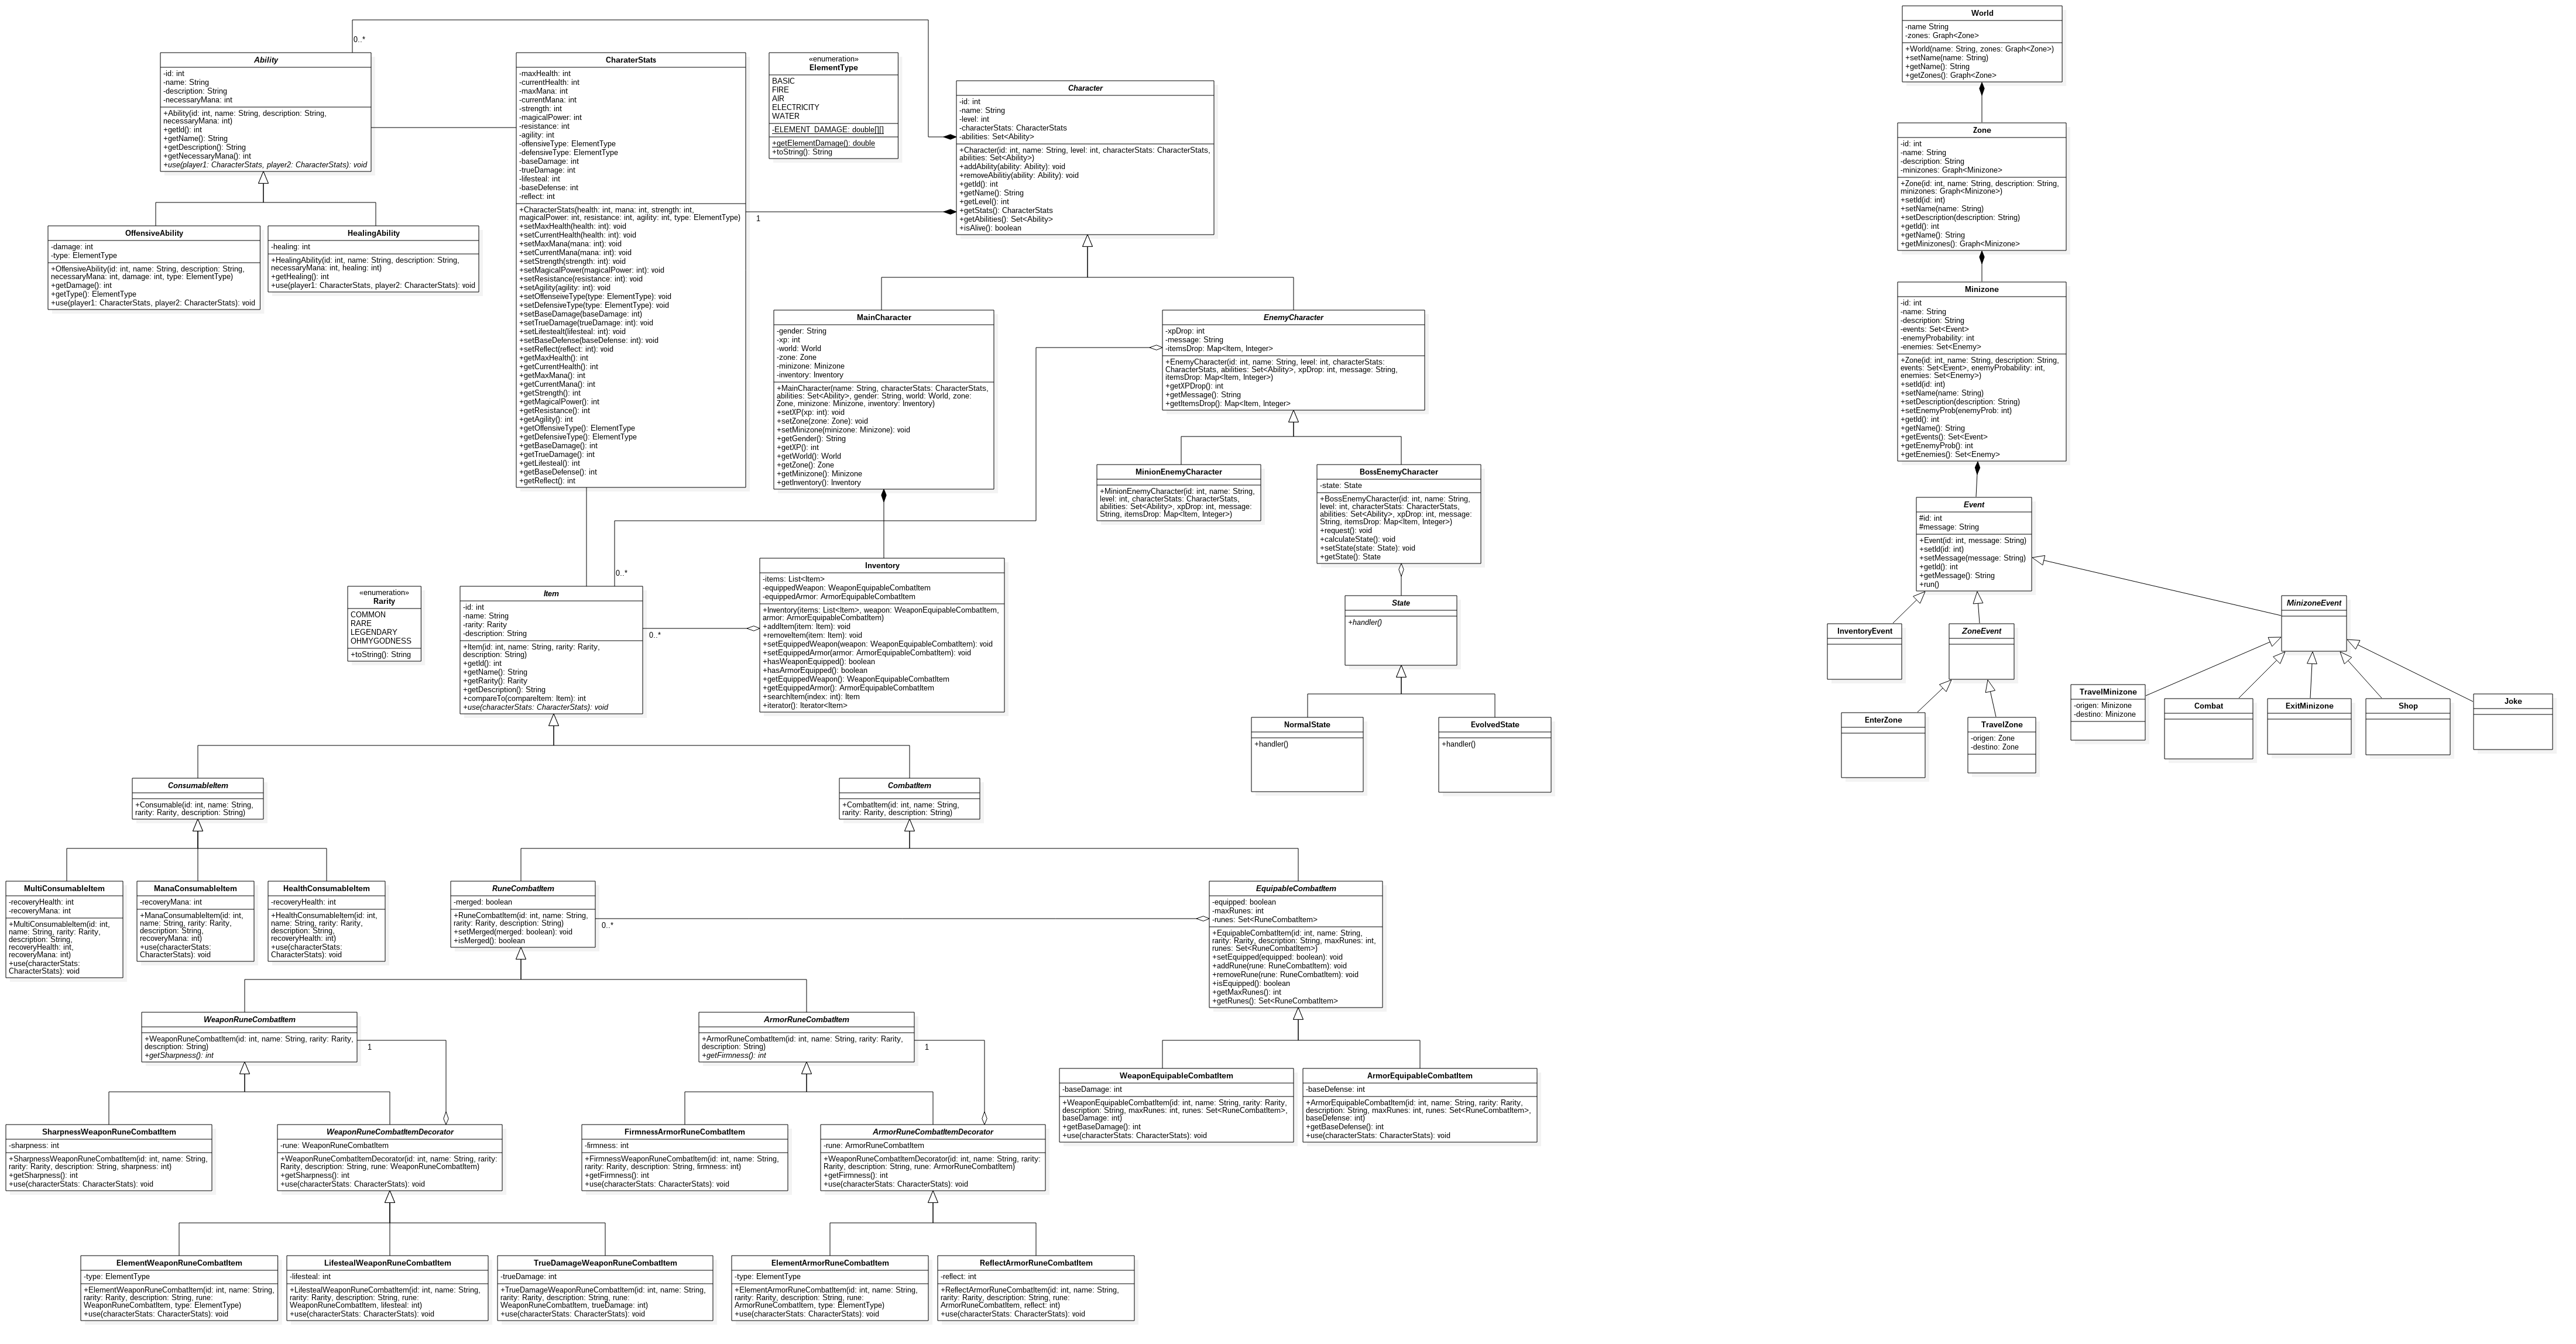 0..*
Ability
-id: int
-name: String
-description: String
-necessaryMana: int
+Ability(id: int, name: String, description: String,
necessaryMana: int)
+getId(): int
+getName(): String
+getDescription(): String
+getNecessaryMana(): int
+use(player1: CharacterStats, player2: CharacterStats): void
OffensiveAbility
-damage: int
-type: ElementType
+OffensiveAbility(id: int, name: String, description: String,
necessaryMana: int, damage: int, type: ElementType)
+getDamage(): int
+getType(): ElementType
+use(player1: CharacterStats, player2: CharacterStats): void
HealingAbility
-healing: int
+HealingAbility(id: int, name: String, description: String,
necessaryMana: int, healing: int)
+getHealing(): int
+use(player1: CharacterStats, player2: CharacterStats): void
CharaterStats
-maxHealth: int
-currentHealth: int
-maxMana: int
-currentMana: int
-strength: int
-magicalPower: int
-resistance: int
-agility: int
-offensiveType: ElementType
-defensiveType: ElementType
-baseDamage: int
-trueDamage: int
-lifesteal: int
-baseDefense: int
-reflect: int
+CharacterStats(health: int, mana: int, strength: int,
magicalPower: int, resistance: int, agility: int, type: ElementType)
+setMaxHealth(health: int): void
+setCurrentHealth(health: int): void
+setMaxMana(mana: int): void
+setCurrentMana(mana: int): void
+setStrength(strength: int): void
+setMagicalPower(magicalPower: int): void
+setResistance(resistance: int): void
+setAgility(agility: int): void
+setOffenseiveType(type: ElementType): void
+setDefensiveType(type: ElementType): void
+setBaseDamage(baseDamage: int)
+setTrueDamage(trueDamage: int): void
+setLifestealt(lifesteal: int): void
+setBaseDefense(baseDefense: int): void
+setReflect(reflect: int): void
+getMaxHealth(): int
+getCurrentHealth(): int
+getMaxMana(): int
+getCurrentMana(): int
+getStrength(): int
+getMagicalPower(): int
+getResistance(): int
+getAgility(): int
+getOffensiveType(): ElementType
+getDefensiveType(): ElementType
+getBaseDamage(): int
+getTrueDamage(): int
+getLifesteal(): int
+getBaseDefense(): int
+getReflect(): int
«enumeration»
ElementType
BASIC
FIRE
AIR
ELECTRICITY
WATER
-ELEMENT_DAMAGE: double[][]
+getElementDamage(): double
+toString(): String
1
Character
-id: int
-name: String
-level: int
-characterStats: CharacterStats
-abilities: Set<Ability>
+Character(id: int, name: String, level: int, characterStats: CharacterStats,
abilities: Set<Ability>)
+addAbility(ability: Ability): void
+removeAbilitiy(ability: Ability): void
+getId(): int
+getName(): String
+getLevel(): int
+getStats(): CharacterStats
+getAbilities(): Set<Ability>
+isAlive(): boolean
MainCharacter
-gender: String
-xp: int
-world: World
-zone: Zone
-minizone: Minizone
-inventory: Inventory
+MainCharacter(name: String, characterStats: CharacterStats,
abilities: Set<Ability>, gender: String, world: World, zone:
Zone, minizone: Minizone, inventory: Inventory)
+setXP(xp: int): void
+setZone(zone: Zone): void
+setMinizone(minizone: Minizone): void
+getGender(): String
+getXP(): int
+getWorld(): World
+getZone(): Zone
+getMinizone(): Minizone
+getInventory(): Inventory
EnemyCharacter
-xpDrop: int
-message: String
-itemsDrop: Map<Item, Integer>
+EnemyCharacter(id: int, name: String, level: int, characterStats:
CharacterStats, abilities: Set<Ability>, xpDrop: int, message: String,
itemsDrop: Map<Item, Integer>)
+getXPDrop(): int
+getMessage(): String
+getItemsDrop(): Map<Item, Integer>
MinionEnemyCharacter
+MinionEnemyCharacter(id: int, name: String,
level: int, characterStats: CharacterStats,
abilities: Set<Ability>, xpDrop: int, message:
String, itemsDrop: Map<Item, Integer>)
BossEnemyCharacter
-state: State
+BossEnemyCharacter(id: int, name: String,
level: int, characterStats: CharacterStats,
abilities: Set<Ability>, xpDrop: int, message:
String, itemsDrop: Map<Item, Integer>)
+request(): void
+calculateState(): void
+setState(state: State): void
+getState(): State
State
+handler()
NormalState
+handler()
EvolvedState
+handler()
«enumeration»
Rarity
COMMON
RARE
LEGENDARY
OHMYGODNESS
+toString(): String
0..*
Item
-id: int
-name: String
-rarity: Rarity
-description: String
+Item(id: int, name: String, rarity: Rarity,
description: String)
+getId(): int
+getName(): String
+getRarity(): Rarity
+getDescription(): String
+compareTo(compareItem: Item): int
+use(characterStats: CharacterStats): void
0..*
Inventory
-items: List<Item>
-equippedWeapon: WeaponEquipableCombatItem
-equippedArmor: ArmorEquipableCombatItem
+Inventory(items: List<Item>, weapon: WeaponEquipableCombatItem,
armor: ArmorEquipableCombatItem)
+addItem(item: Item): void
+removeItem(item: Item): void
+setEquippedWeapon(weapon: WeaponEquipableCombatItem): void
+setEquippedArmor(armor: ArmorEquipableCombatItem): void
+hasWeaponEquipped(): boolean
+hasArmorEquipped(): boolean
+getEquippedWeapon(): WeaponEquipableCombatItem
+getEquippedArmor(): ArmorEquipableCombatItem
+searchItem(index: int): Item
+iterator(): Iterator<Item>
ConsumableItem
+Consumable(id: int, name: String,
rarity: Rarity, description: String)
CombatItem
+CombatItem(id: int, name: String,
rarity: Rarity, description: String)
MultiConsumableItem
-recoveryHealth: int
-recoveryMana: int
+MultiConsumableItem(id: int,
name: String, rarity: Rarity,
description: String,
recoveryHealth: int,
recoveryMana: int)
+use(characterStats:
CharacterStats): void
ManaConsumableItem
-recoveryMana: int
+ManaConsumableItem(id: int,
name: String, rarity: Rarity,
description: String,
recoveryMana: int)
+use(characterStats:
CharacterStats): void
HealthConsumableItem
-recoveryHealth: int
+HealthConsumableItem(id: int,
name: String, rarity: Rarity,
description: String,
recoveryHealth: int)
+use(characterStats:
CharacterStats): void
RuneCombatItem
-merged: boolean
+RuneCombatItem(id: int, name: String,
rarity: Rarity, description: String)
+setMerged(merged: boolean): void
+isMerged(): boolean
0..*
EquipableCombatItem
-equipped: boolean
-maxRunes: int
-runes: Set<RuneCombatItem>
+EquipableCombatItem(id: int, name: String,
rarity: Rarity, description: String, maxRunes: int,
runes: Set<RuneCombatItem>)
+setEquipped(equipped: boolean): void
+addRune(rune: RuneCombatItem): void
+removeRune(rune: RuneCombatItem): void
+isEquipped(): boolean
+getMaxRunes(): int
+getRunes(): Set<RuneCombatItem>
WeaponRuneCombatItem
+WeaponRuneCombatItem(id: int, name: String, rarity: Rarity,
description: String)
+getSharpness(): int
1
ArmorRuneCombatItem
+ArmorRuneCombatItem(id: int, name: String, rarity: Rarity,
description: String)
+getFirmness(): int
1
WeaponEquipableCombatItem
-baseDamage: int
+WeaponEquipableCombatItem(id: int, name: String, rarity: Rarity,
description: String, maxRunes: int, runes: Set<RuneCombatItem>,
baseDamage: int)
+getBaseDamage(): int
+use(characterStats: CharacterStats): void
ArmorEquipableCombatItem
-baseDefense: int
+ArmorEquipableCombatItem(id: int, name: String, rarity: Rarity,
description: String, maxRunes: int, runes: Set<RuneCombatItem>,
baseDefense: int)
+getBaseDefense(): int
+use(characterStats: CharacterStats): void
SharpnessWeaponRuneCombatItem
-sharpness: int
+SharpnessWeaponRuneCombatItem(id: int, name: String,
rarity: Rarity, description: String, sharpness: int)
+getSharpness(): int
+use(characterStats: CharacterStats): void
WeaponRuneCombatItemDecorator
-rune: WeaponRuneCombatItem
+WeaponRuneCombatItemDecorator(id: int, name: String, rarity:
Rarity, description: String, rune: WeaponRuneCombatItem)
+getSharpness(): int
+use(characterStats: CharacterStats): void
FirmnessArmorRuneCombatItem
-firmness: int
+FirmnessWeaponRuneCombatItem(id: int, name: String,
rarity: Rarity, description: String, firmness: int)
+getFirmness(): int
+use(characterStats: CharacterStats): void
ArmorRuneCombatItemDecorator
-rune: ArmorRuneCombatItem
+WeaponRuneCombatItemDecorator(id: int, name: String, rarity:
Rarity, description: String, rune: ArmorRuneCombatItem)
+getFirmness(): int
+use(characterStats: CharacterStats): void
ElementWeaponRuneCombatItem
-type: ElementType
+ElementWeaponRuneCombatItem(id: int, name: String,
rarity: Rarity, description: String, rune:
WeaponRuneCombatItem, type: ElementType)
+use(characterStats: CharacterStats): void
LifestealWeaponRuneCombatItem
-lifesteal: int
+LifestealWeaponRuneCombatItem(id: int, name: String,
rarity: Rarity, description: String, rune:
WeaponRuneCombatItem, lifesteal: int)
+use(characterStats: CharacterStats): void
TrueDamageWeaponRuneCombatItem
-trueDamage: int
+TrueDamageWeaponRuneCombatItem(id: int, name: String,
rarity: Rarity, description: String, rune:
WeaponRuneCombatItem, trueDamage: int)
+use(characterStats: CharacterStats): void
ElementArmorRuneCombatItem
-type: ElementType
+ElementArmorRuneCombatItem(id: int, name: String,
rarity: Rarity, description: String, rune:
ArmorRuneCombatItem, type: ElementType)
+use(characterStats: CharacterStats): void
ReflectArmorRuneCombatItem
-reflect: int
+ReflectArmorRuneCombatItem(id: int, name: String,
rarity: Rarity, description: String, rune:
ArmorRuneCombatItem, reflect: int)
+use(characterStats: CharacterStats): void
World
-name String
-zones: Graph<Zone>
+World(name: String, zones: Graph<Zone>)
+setName(name: String)
+getName(): String
+getZones(): Graph<Zone>
Zone
-id: int
-name: String
-description: String
-minizones: Graph<Minizone>
+Zone(id: int, name: String, description: String,
minizones: Graph<Minizone>)
+setId(id: int)
+setName(name: String)
+setDescription(description: String)
+getId(): int
+getName(): String
+getMinizones(): Graph<Minizone>
Minizone
-id: int
-name: String
-description: String
-events: Set<Event>
-enemyProbability: int
-enemies: Set<Enemy>
+Zone(id: int, name: String, description: String,
events: Set<Event>, enemyProbability: int,
enemies: Set<Enemy>)
+setId(id: int)
+setName(name: String)
+setDescription(description: String)
+setEnemyProb(enemyProb: int)
+getId(): int
+getName(): String
+getEvents(): Set<Event>
+getEnemyProb(): int
+getEnemies(): Set<Enemy>
Event
#id: int
#message: String
+Event(id: int, message: String)
+setId(id: int)
+setMessage(message: String)
+getId(): int
+getMessage(): String
+run()
InventoryEvent
ZoneEvent
MinizoneEvent
EnterZone
TravelZone
-origen: Zone
-destino: Zone
TravelMinizone
-origen: Minizone
-destino: Minizone
Combat
ExitMinizone
Shop
Joke